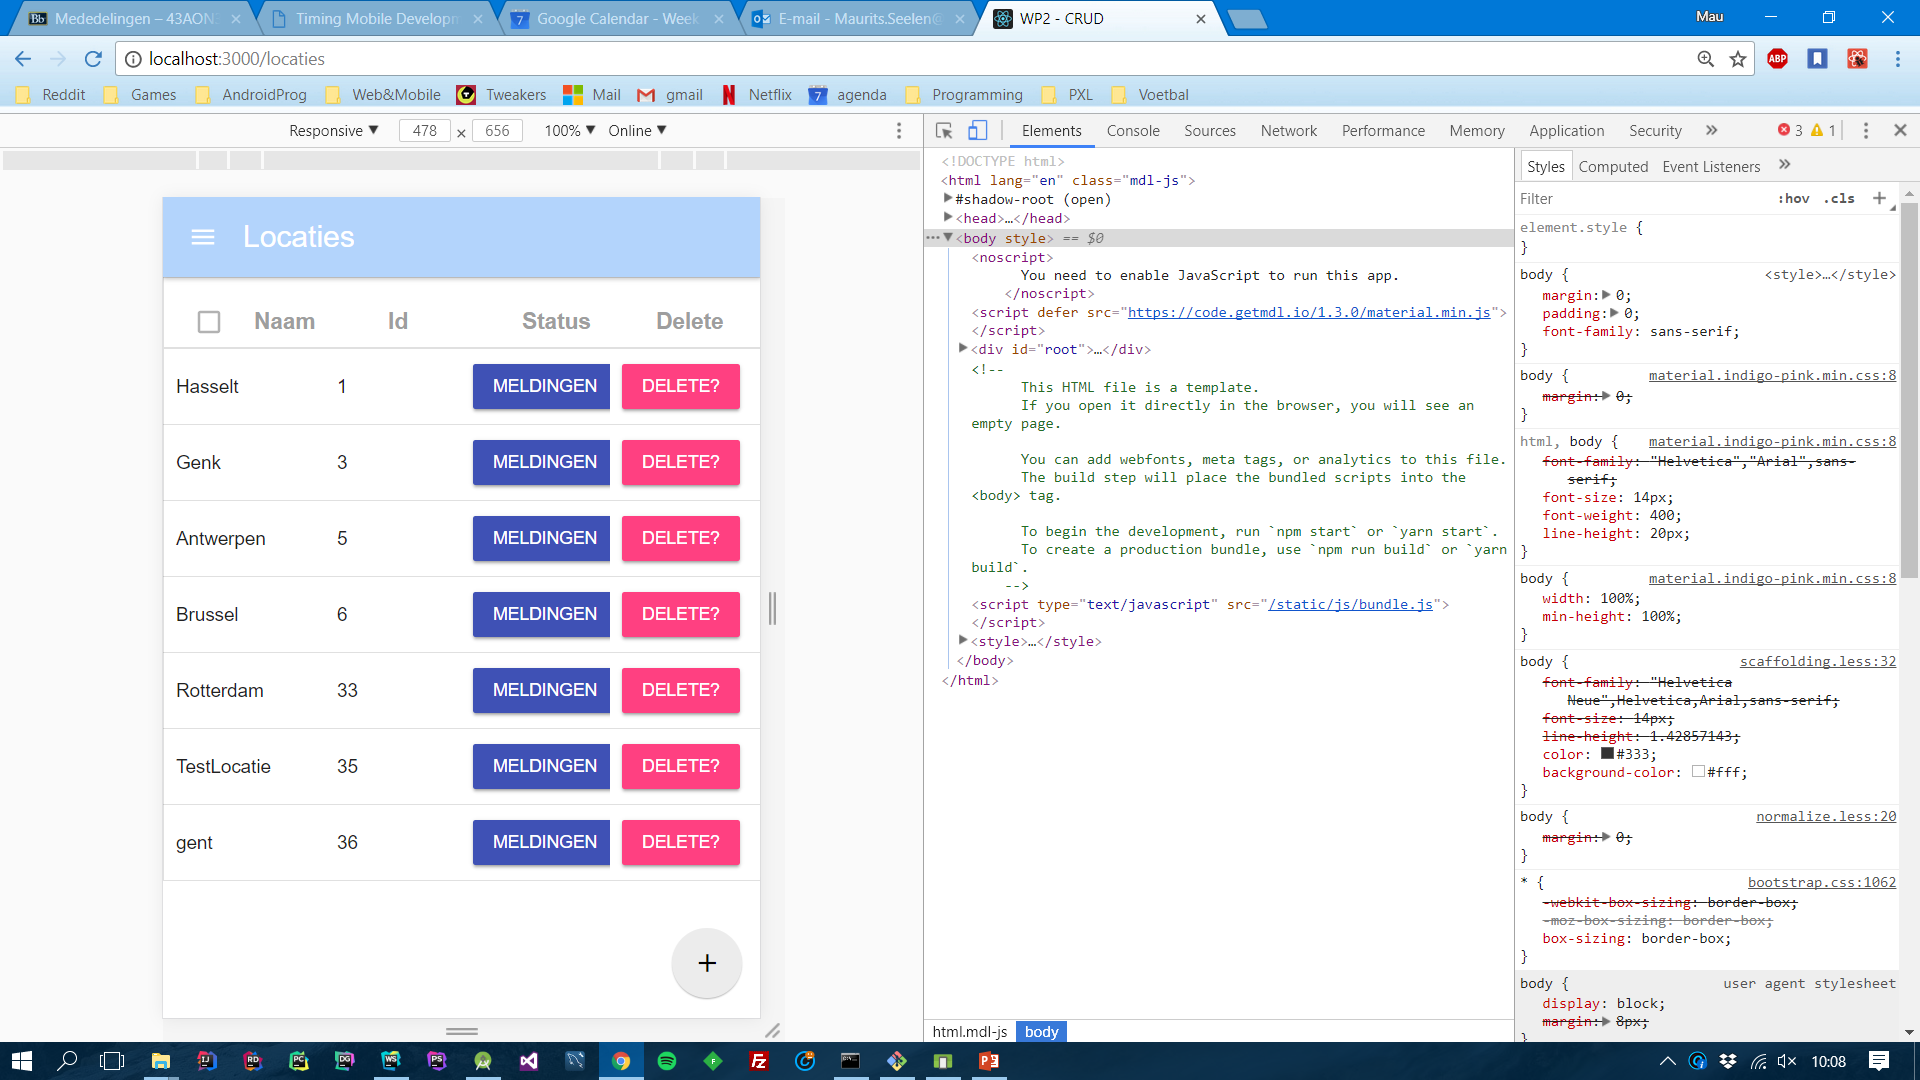 Mededelingen – 43AON
Timing Mobile Developm
Google Calendar - Week
E-mail - Maurits.Seelen@
WP2 - CRUD
Mau
localhost:3000/locaties
Reddit
Games
AndroidProg
Web&Mobile
Tweakers
Mail
gmail
Netflix
7 agenda
Programming
PXL
Voetbal
Responsive ▼ 478 × 656 100% ▼ Online ▼
Elements Console Sources Network Performance Memory Application Security » 3 1
Locaties
Naam Id Status Delete
Hasselt 1 MELDINGEN DELETE?
Genk 3 MELDINGEN DELETE?
Antwerpen 5 MELDINGEN DELETE?
Brussel 6 MELDINGEN DELETE?
Rotterdam 33 MELDINGEN DELETE?
TestLocatie 35 MELDINGEN DELETE?
gent 36 MELDINGEN DELETE?
+
<!DOCTYPE html>
<html lang="en" class="mdl-js">
▶#shadow-root (open)
▶<head>…</head>
…▼<body style> == $0
<noscript>
You need to enable JavaScript to run this app.
</noscript>
<script defer src="https://code.getmdl.io/1.3.0/material.min.js">
</script>
▶<div id="root">…</div>
<!--
This HTML file is a template.
If you open it directly in the browser, you will see an
empty page.
You can add webfonts, meta tags, or analytics to this file.
The build step will place the bundled scripts into the
<body> tag.
To begin the development, run `npm start` or `yarn start`.
To create a production bundle, use `npm run build` or `yarn
build`.
-->
<script type="text/javascript" src="/static/js/bundle.js">
</script>
▶<style>…</style>
</body>
</html>
html.mdl-js body
Styles Computed Event Listeners »
Filter :hov .cls +
element.style {
}
body { <style>…</style>
margin:▶ 0;
padding:▶ 0;
font-family: sans-serif;
}
body { material.indigo-pink.min.css:8
margin:▶ 0;
}
html, body { material.indigo-pink.min.css:8
font-family: "Helvetica","Arial",sans-
serif;
font-size: 14px;
font-weight: 400;
line-height: 20px;
}
body { material.indigo-pink.min.css:8
width: 100%;
min-height: 100%;
}
body { scaffolding.less:32
font-family: "Helvetica
Neue",Helvetica,Arial,sans-serif;
font-size: 14px;
line-height: 1.42857143;
color: #333;
background-color: #fff;
}
body { normalize.less:20
margin:▶ 0;
}
* { bootstrap.css:1062
-webkit-box-sizing: border-box;
-moz-box-sizing: border-box;
box-sizing: border-box;
}
body { user agent stylesheet
display: block;
margin:▶ 8px;
10:08